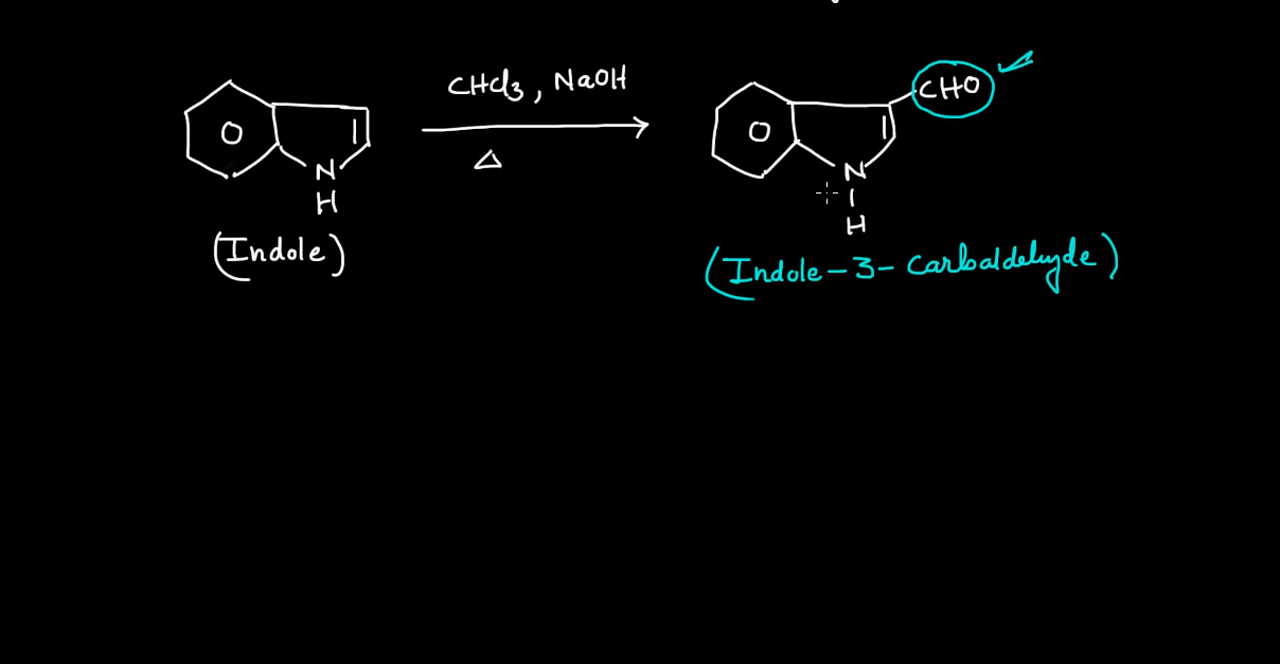 CHCl3, NaOH
Δ
N
H
(Indole)
CHO
N
H
(Indole-3-carbaldehyde)